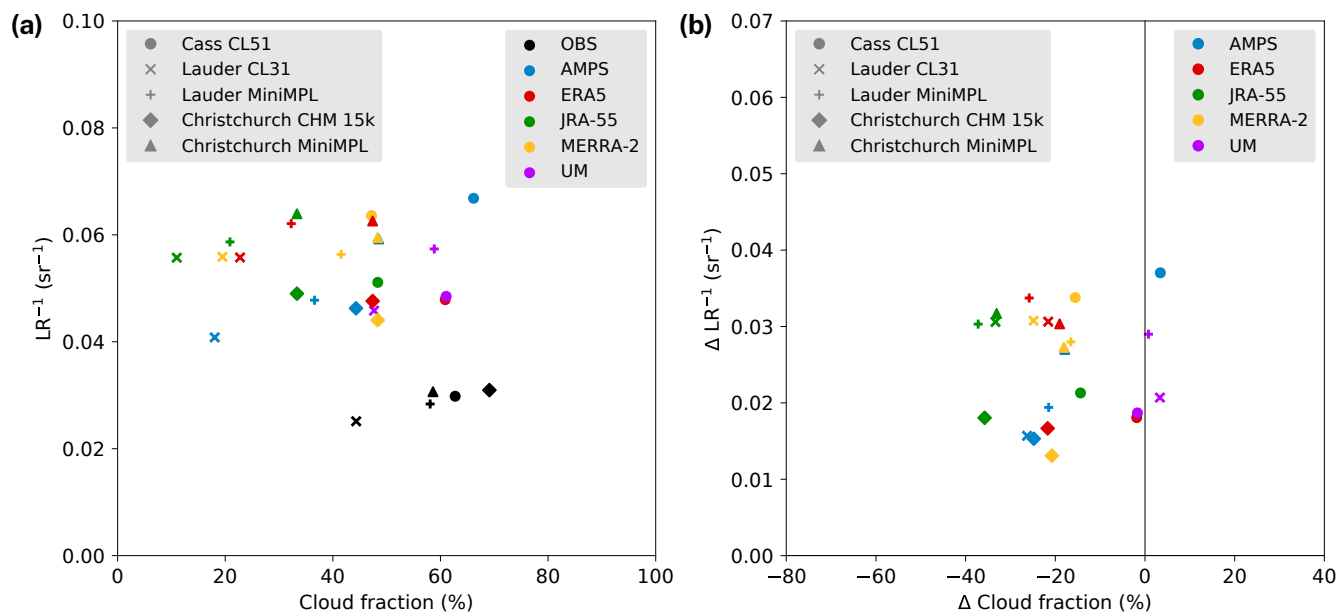 (a)
0.10
0.08
0.06
0.04
0.02
0.00
LR⁻¹ (sr⁻¹)
Cass CL51
Lauder CL31
Lauder MiniMPL
Christchurch CHM 15k
Christchurch MiniMPL
OBS
AMPS
ERA5
JRA-55
MERRA-2
UM
0 20 40 60 80 100
Cloud fraction (%)
(b)
0.07
0.06
0.05
0.04
0.03
0.02
0.01
0.00
Δ LR⁻¹ (sr⁻¹)
Cass CL51
Lauder CL31
Lauder MiniMPL
Christchurch CHM 15k
Christchurch MiniMPL
AMPS
ERA5
JRA-55
MERRA-2
UM
−80 −60 −40 −20 0 20 40
Δ Cloud fraction (%)